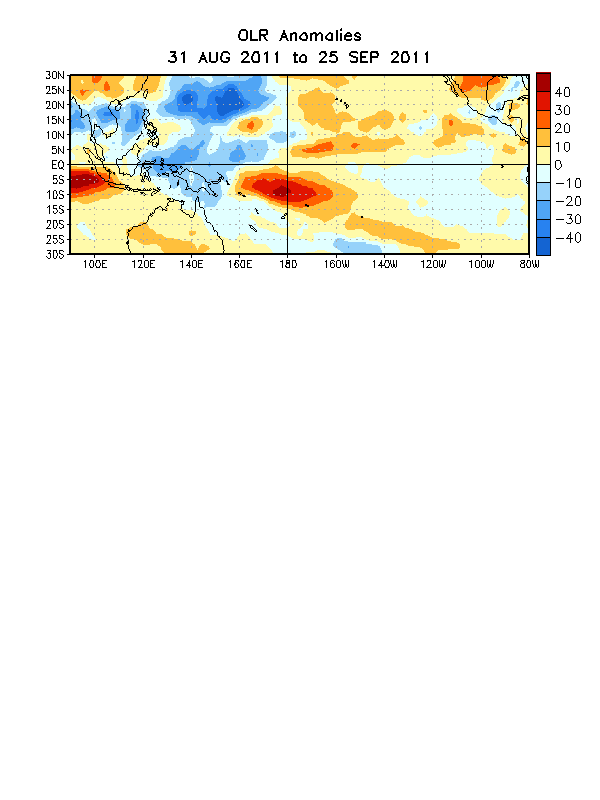 OLR Anomalies
31 AUG 2011 to 25 SEP 2011
30N
25N
20N
15N
10N
5N
EQ
5S
10S
15S
20S
25S
30S
100E 120E 140E 160E 180 160W 140W 120W 100W 80W
40
30
20
10
0
−10
−20
−30
−40